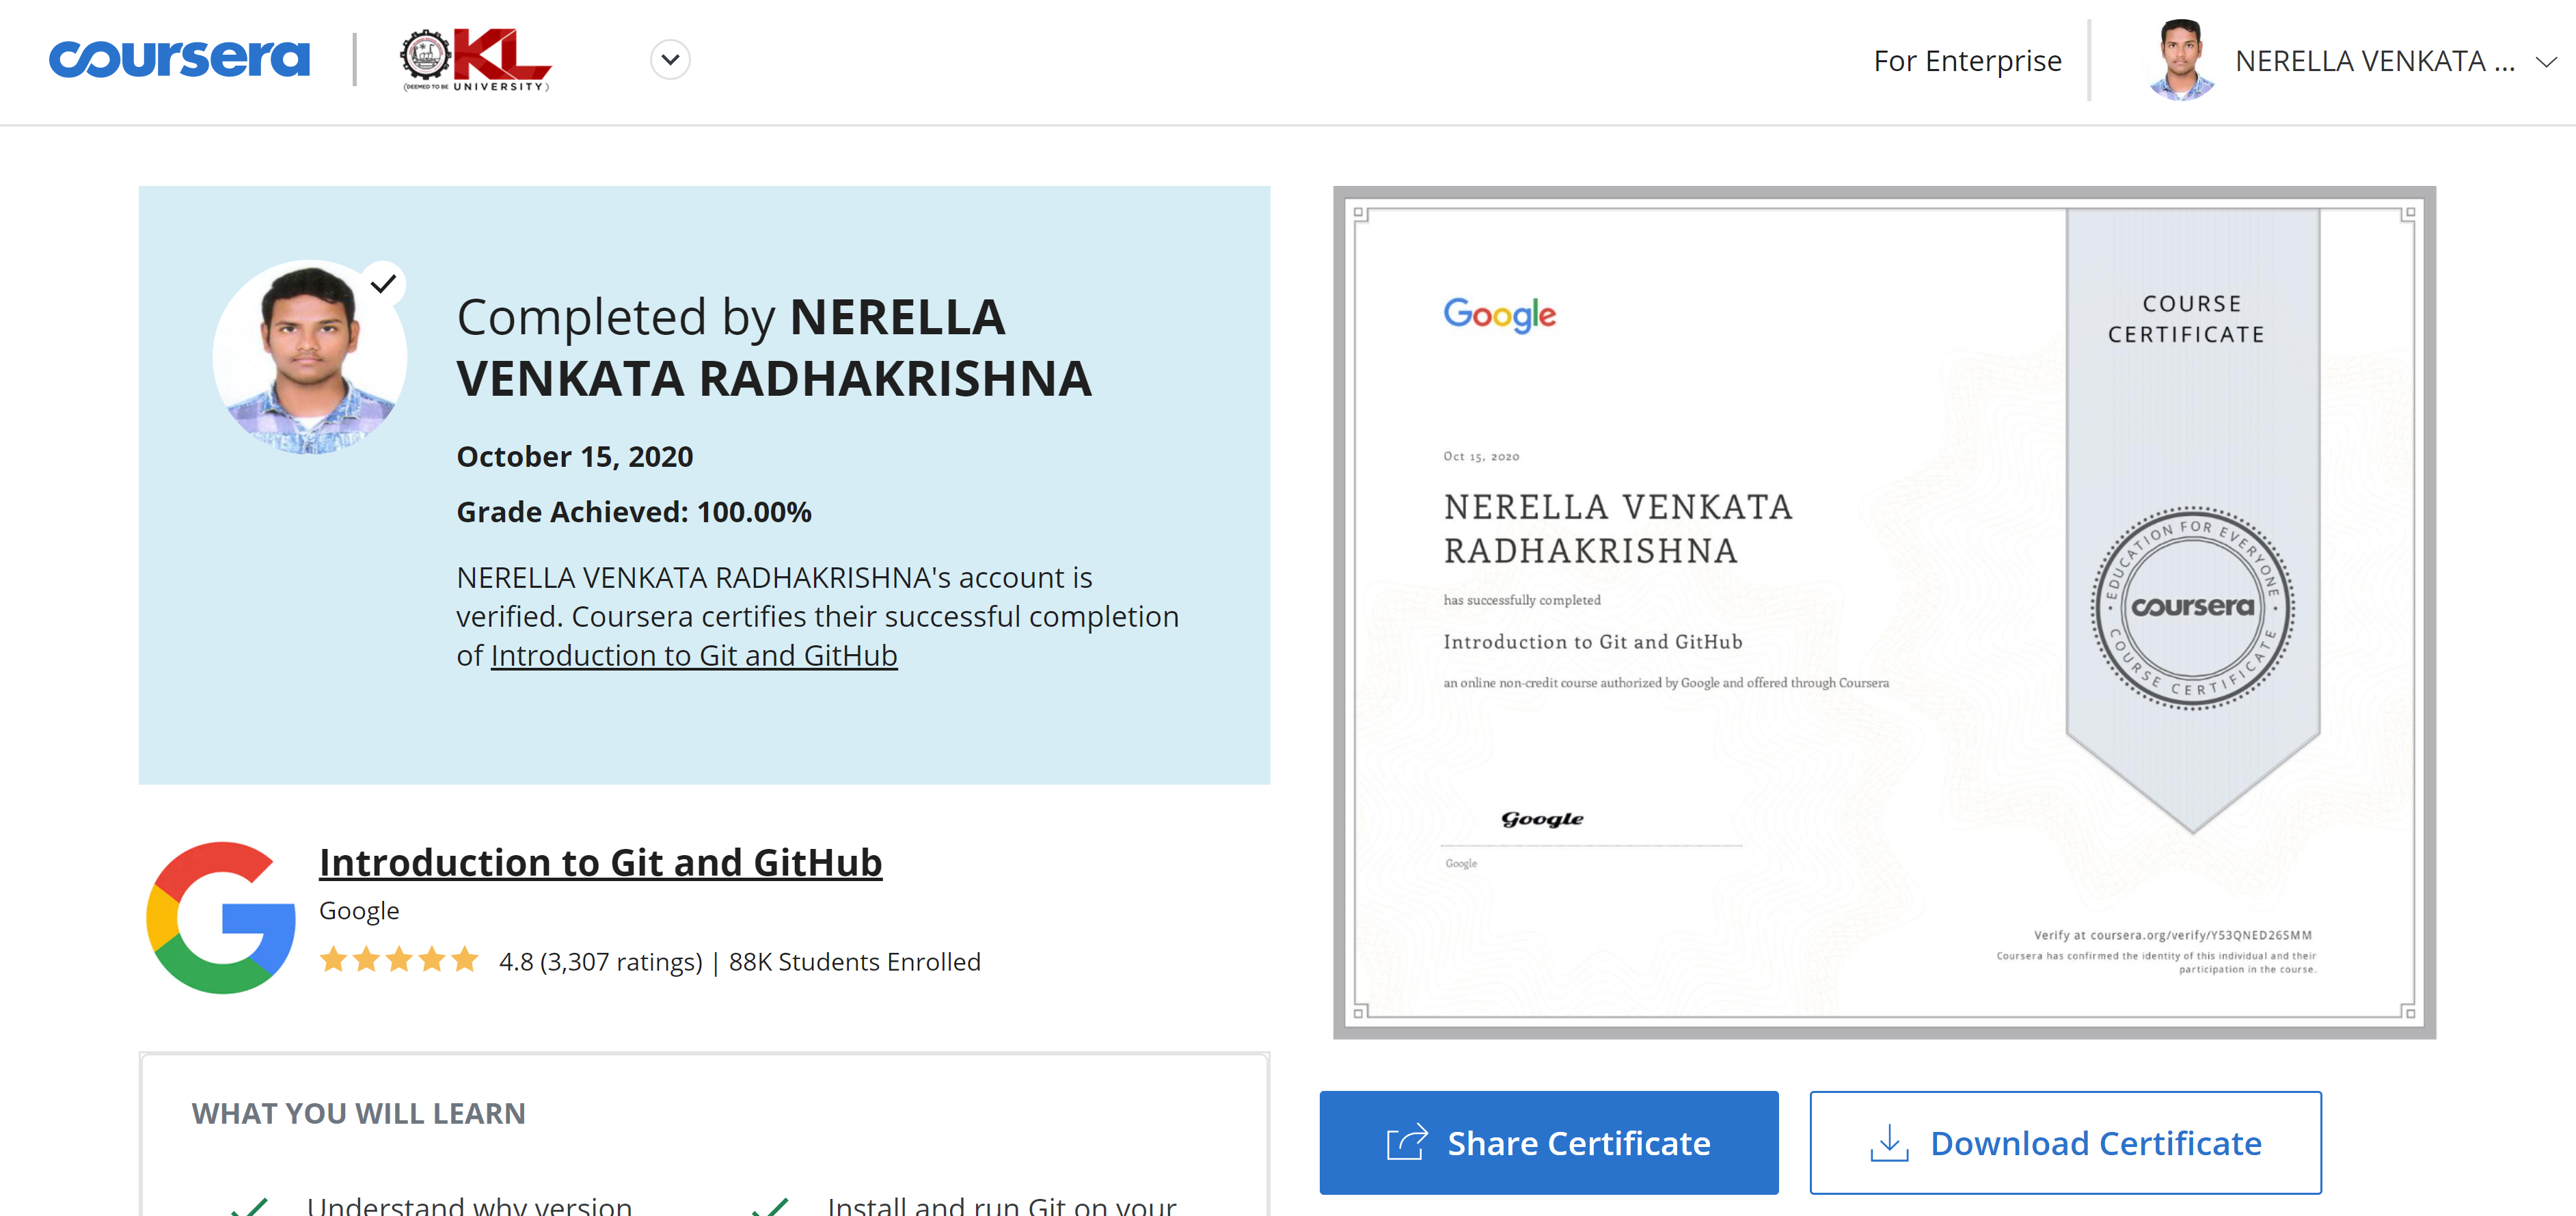 coursera
KL
(DEEMED TO BE UNIVERSITY)
For Enterprise
NERELLA VENKATA ...
Completed by NERELLA
VENKATA RADHAKRISHNA
October 15, 2020
Grade Achieved: 100.00%
NERELLA VENKATA RADHAKRISHNA's account is
verified. Coursera certifies their successful completion
of Introduction to Git and GitHub
Introduction to Git and GitHub
Google
4.8 (3,307 ratings) | 88K Students Enrolled
WHAT YOU WILL LEARN
Understand why version
Install and run Git on your
Google
COURSE
CERTIFICATE
Oct 15, 2020
NERELLA VENKATA
RADHAKRISHNA
has successfully completed
Introduction to Git and GitHub
an online non-credit course authorized by Google and offered through Coursera
EDUCATION FOR EVERYONE
coursera
COURSE CERTIFICATE
Google
Google
Verify at coursera.org/verify/Y53QNED26SMM
Coursera has confirmed the identity of this individual and their
participation in the course.
Share Certificate
Download Certificate